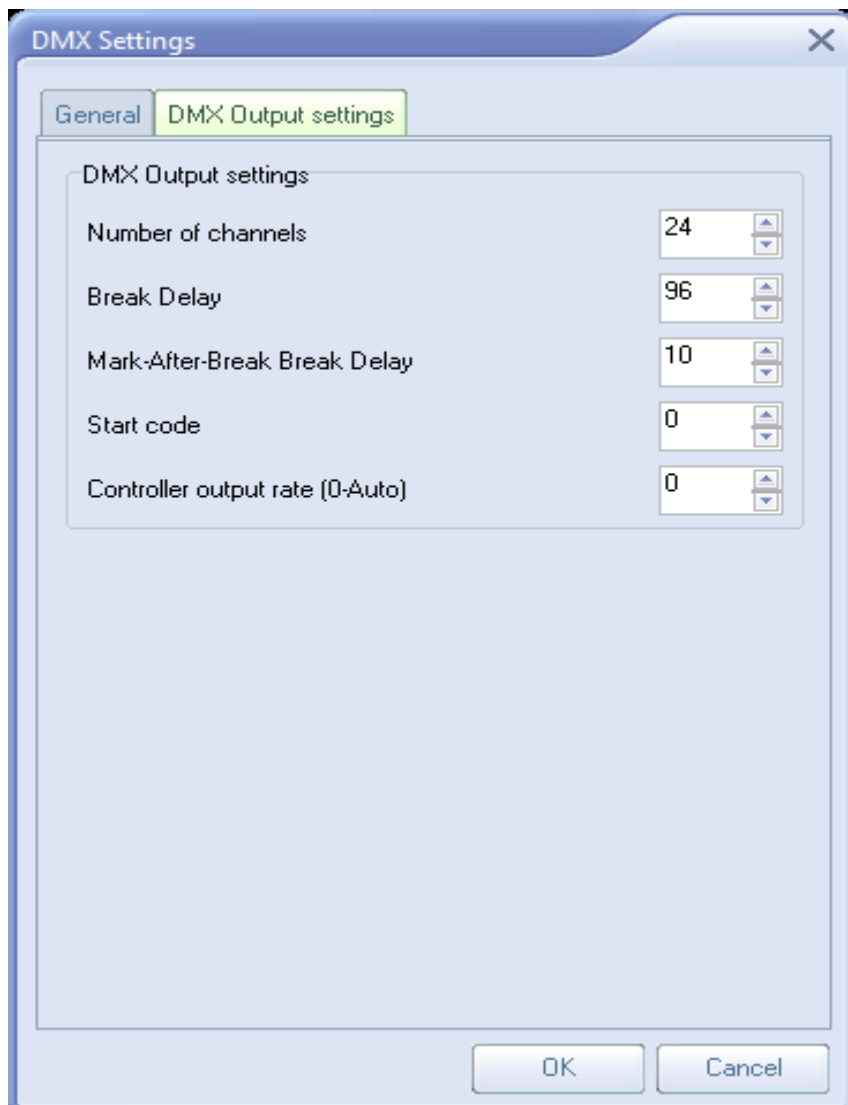 DMX Settings
General DMX Output settings
DMX Output settings
Number of channels 24
Break Delay 96
Mark-After-Break Break Delay 10
Start code 0
Controller output rate (0-Auto) 0
OK Cancel